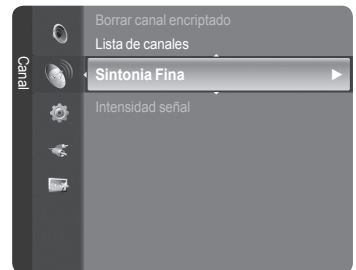 Canal
Borrar canal encriptado
Lista de canales
Sintonia Fina
Intensidad señal